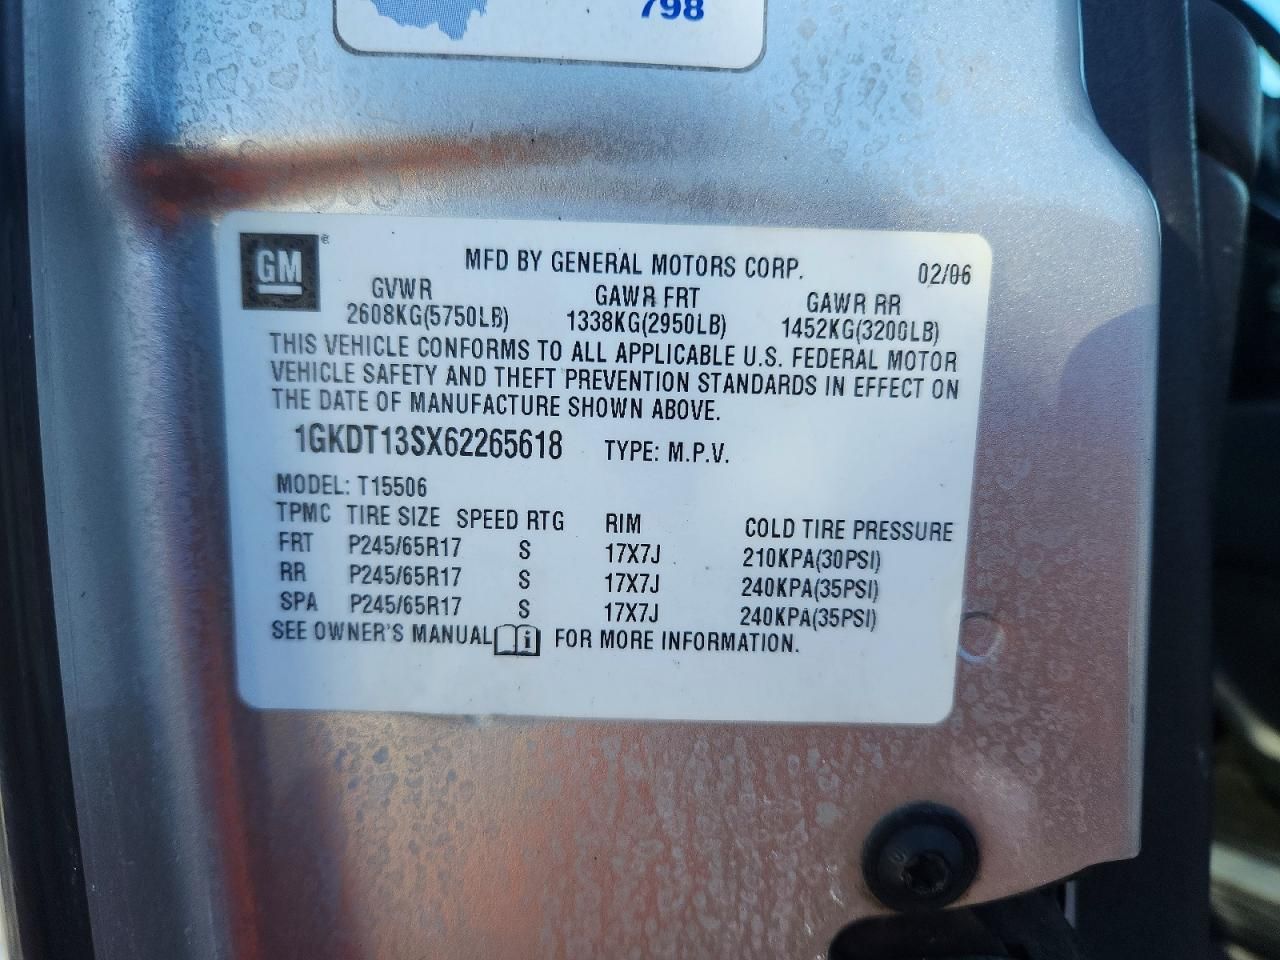 798
GM ®
MFD BY GENERAL MOTORS CORP. 02/06
GVWR GAWR FRT GAWR RR
2608KG(5750LB) 1338KG(2950LB) 1452KG(3200LB)
THIS VEHICLE CONFORMS TO ALL APPLICABLE U.S. FEDERAL MOTOR
VEHICLE SAFETY AND THEFT PREVENTION STANDARDS IN EFFECT ON
THE DATE OF MANUFACTURE SHOWN ABOVE.
1GKDT13SX62265618 TYPE: M.P.V.
MODEL: T15506
TPMC TIRE SIZE SPEED RTG RIM COLD TIRE PRESSURE
FRT P245/65R17 S 17X7J 210KPA(30PSI)
RR P245/65R17 S 17X7J 240KPA(35PSI)
SPA P245/65R17 S 17X7J 240KPA(35PSI)
SEE OWNER'S MANUAL i FOR MORE INFORMATION.